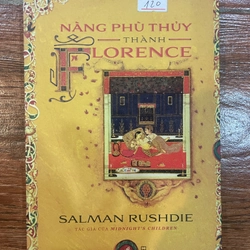 120
NÀNG PHÙ THỦY
THÀNH
FLORENCE
SALMAN RUSHDIE
TÁC GIẢ CỦA MIDNIGHT'S CHILDREN